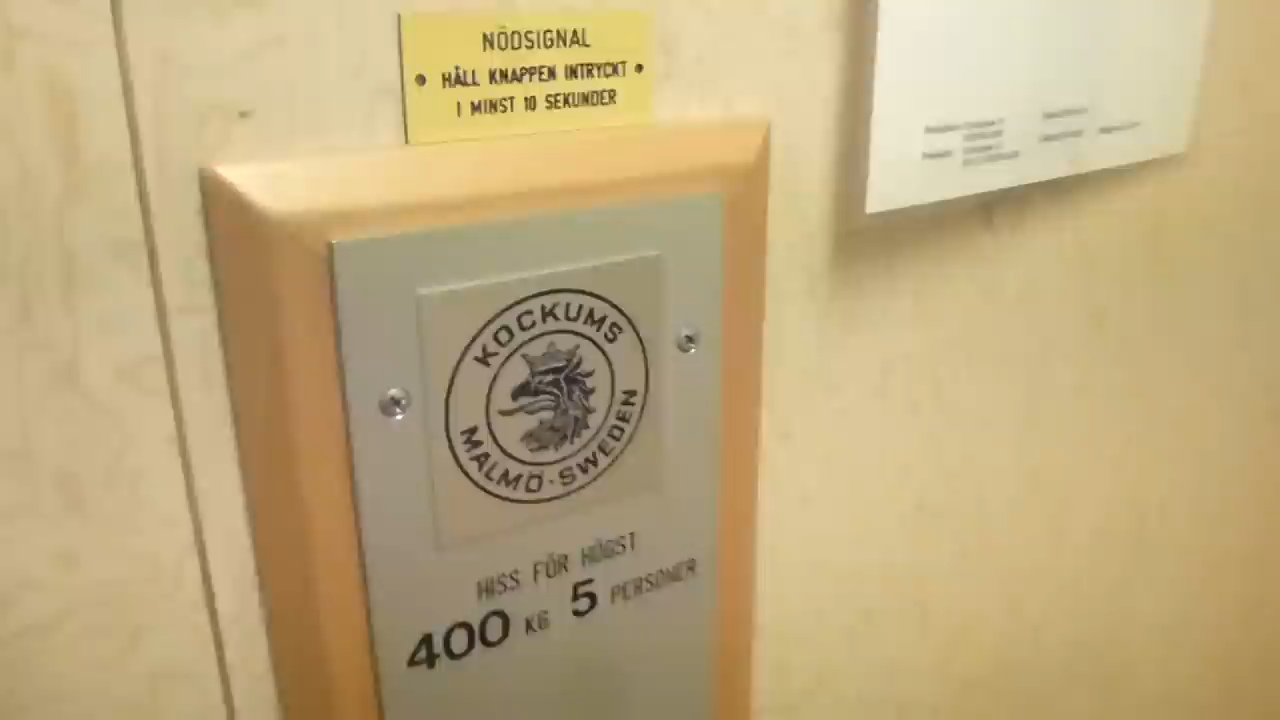 NÖDSIGNAL
HÅLL KNAPPEN INTRYCKT
I MINST 10 SEKUNDER
KOCKUMS
MALMÖ-SWEDEN
HISS FÖR HÖGST
400 KG 5 PERSONER